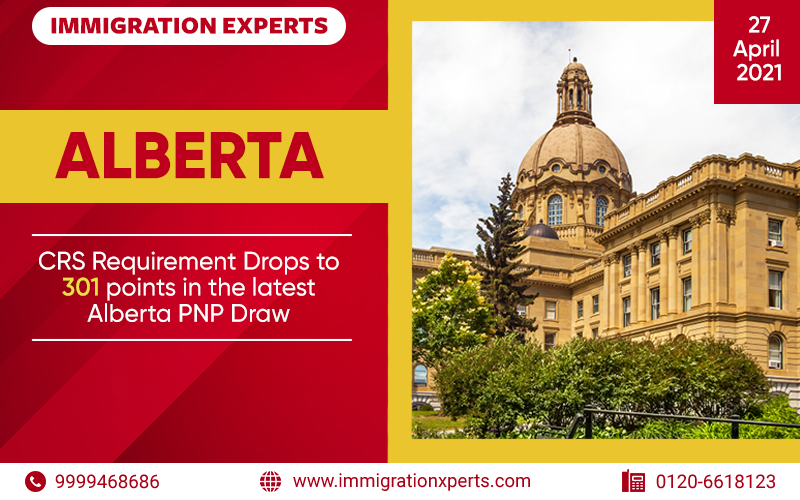 IMMIGRATION EXPERTS
27
April
2021
ALBERTA
CRS Requirement Drops to
301 points in the latest
Alberta PNP Draw
9999468686
www.immigrationxperts.com
0120-6618123